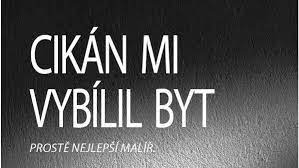 CIKÁN MI
VYBÍLIL BYT
PROSTĚ NEJLEPŠÍ MALÍŘ.